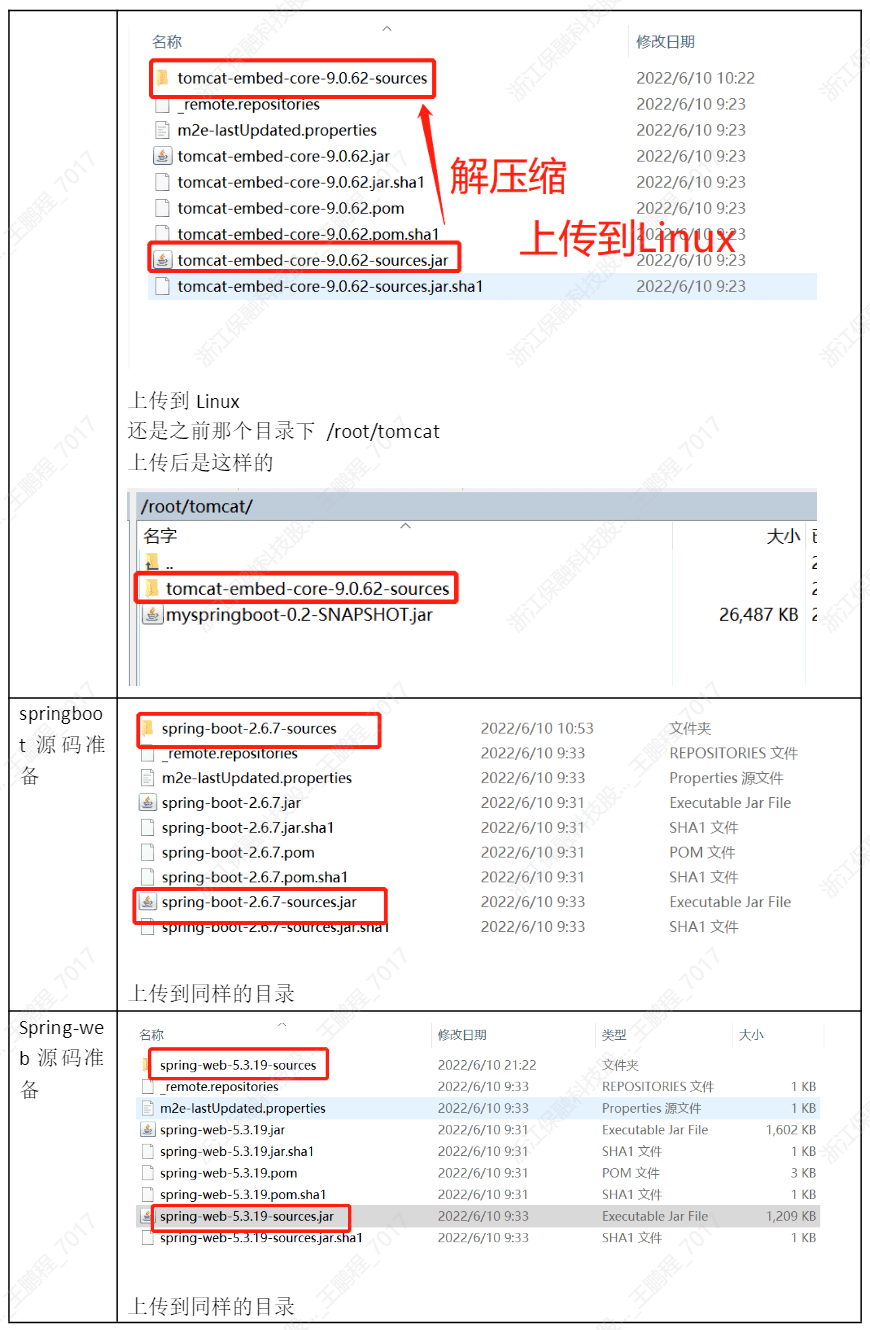 名称 修改日期
tomcat-embed-core-9.0.62-sources 2022/6/10 10:22
_remote.repositories 2022/6/10 9:23
m2e-lastUpdated.properties 2022/6/10 9:23
tomcat-embed-core-9.0.62.jar 2022/6/10 9:23
tomcat-embed-core-9.0.62.jar.sha1 2022/6/10 9:23
解压缩
tomcat-embed-core-9.0.62.pom 2022/6/10 9:23
tomcat-embed-core-9.0.62.pom.sha1 2022/6/10 9:23
上传到Linux
tomcat-embed-core-9.0.62-sources.jar 2022/6/10 9:23
tomcat-embed-core-9.0.62-sources.jar.sha1 2022/6/10 9:23
上传到 Linux
还是之前那个目录下 /root/tomcat
上传后是这样的
/root/tomcat/
名字 大小
..
tomcat-embed-core-9.0.62-sources
myspringboot-0.2-SNAPSHOT.jar 26,487 KB
springboo
t 源码准
备
spring-boot-2.6.7-sources 2022/6/10 10:53 文件夹
_remote.repositories 2022/6/10 9:33 REPOSITORIES 文件
m2e-lastUpdated.properties 2022/6/10 9:33 Properties 源文件
spring-boot-2.6.7.jar 2022/6/10 9:31 Executable Jar File
spring-boot-2.6.7.jar.sha1 2022/6/10 9:31 SHA1 文件
spring-boot-2.6.7.pom 2022/6/10 9:31 POM 文件
spring-boot-2.6.7.pom.sha1 2022/6/10 9:31 SHA1 文件
spring-boot-2.6.7-sources.jar 2022/6/10 9:33 Executable Jar File
spring-boot-2.6.7-sources.jar.sha1 2022/6/10 9:33 SHA1 文件
上传到同样的目录
Spring-we
b 源码准
备
名称 修改日期 类型 大小
spring-web-5.3.19-sources 2022/6/10 21:22 文件夹
_remote.repositories 2022/6/10 9:33 REPOSITORIES 文件 1 KB
m2e-lastUpdated.properties 2022/6/10 9:33 Properties 源文件 1 KB
spring-web-5.3.19.jar 2022/6/10 9:31 Executable Jar File 1,602 KB
spring-web-5.3.19.jar.sha1 2022/6/10 9:31 SHA1 文件 1 KB
spring-web-5.3.19.pom 2022/6/10 9:31 POM 文件 3 KB
spring-web-5.3.19.pom.sha1 2022/6/10 9:31 SHA1 文件 1 KB
spring-web-5.3.19-sources.jar 2022/6/10 9:33 Executable Jar File 1,209 KB
spring-web-5.3.19-sources.jar.sha1 2022/6/10 9:33 SHA1 文件 1 KB
上传到同样的目录
浙江保融科技股..._王鹏程_7017